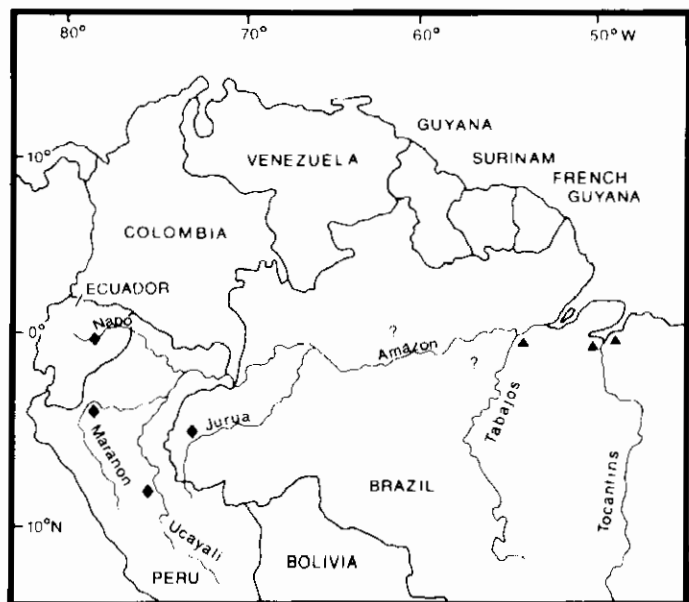 80° 70° 60° 50°W
GUYANA
10° VENEZUELA SURINAM
FRENCH
GUYANA
COLOMBIA
ECUADOR
Napo
0° ?
Amazon
?
Tabajos
Maranon
Jurua
BRAZIL
Tocantins
10°N
Ucayali
BOLIVIA
PERU